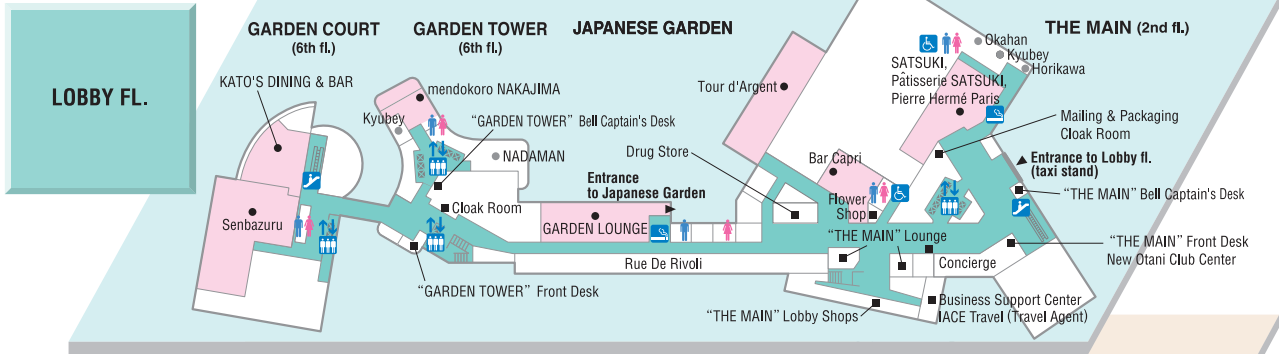 LOBBY FL.
GARDEN COURT
(6th fl.)
GARDEN TOWER
(6th fl.)
JAPANESE GARDEN
THE MAIN (2nd fl.)
KATO'S DINING & BAR
mendokoro NAKAJIMA
Kyubey
"GARDEN TOWER" Bell Captain's Desk
NADAMAN
Cloak Room
Senbazuru
"GARDEN TOWER" Front Desk
Entrance
to Japanese Garden
GARDEN LOUNGE
Rue De Rivoli
Tour d'Argent
Drug Store
Bar Capri
Flower
Shop
"THE MAIN" Lounge
"THE MAIN" Lobby Shops
SATSUKI,
Pâtisserie SATSUKI,
Pierre Hermé Paris
Okahan
Kyubey
Horikawa
Mailing & Packaging
Cloak Room
Entrance to Lobby fl.
(taxi stand)
"THE MAIN" Bell Captain's Desk
"THE MAIN" Front Desk
New Otani Club Center
Concierge
Business Support Center
IACE Travel (Travel Agent)